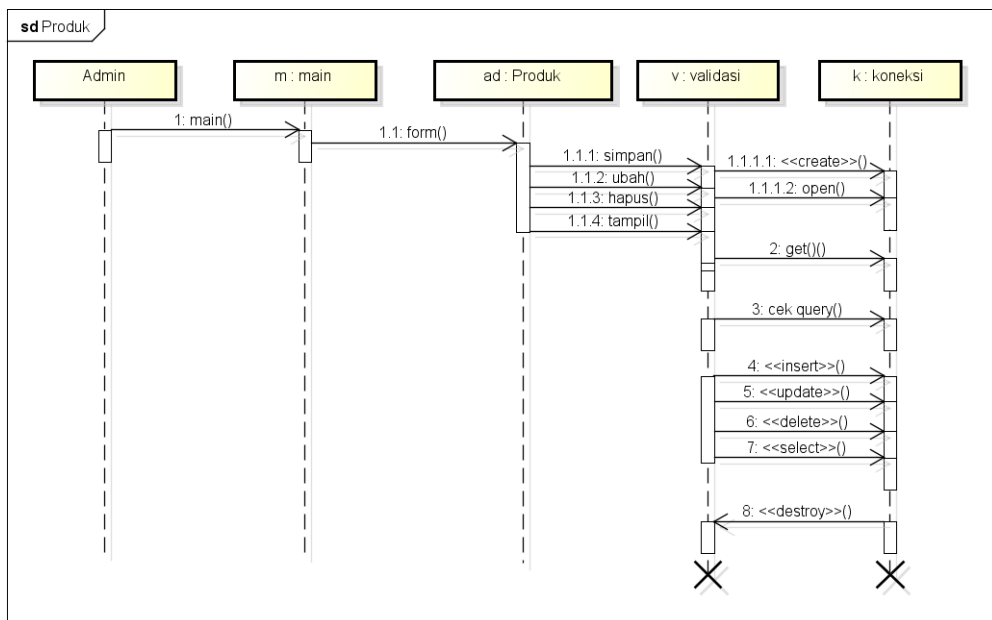 sd Produk
Admin
m : main
ad : Produk
v : validasi
k : koneksi
1: main()
1.1: form()
1.1.1: simpan()
1.1.1.1: <<create>>()
1.1.2: ubah()
1.1.1.2: open()
1.1.3: hapus()
1.1.4: tampil()
2: get()()
3: cek query()
4: <<insert>>()
5: <<update>>()
6: <<delete>>()
7: <<select>>()
8: <<destroy>>()